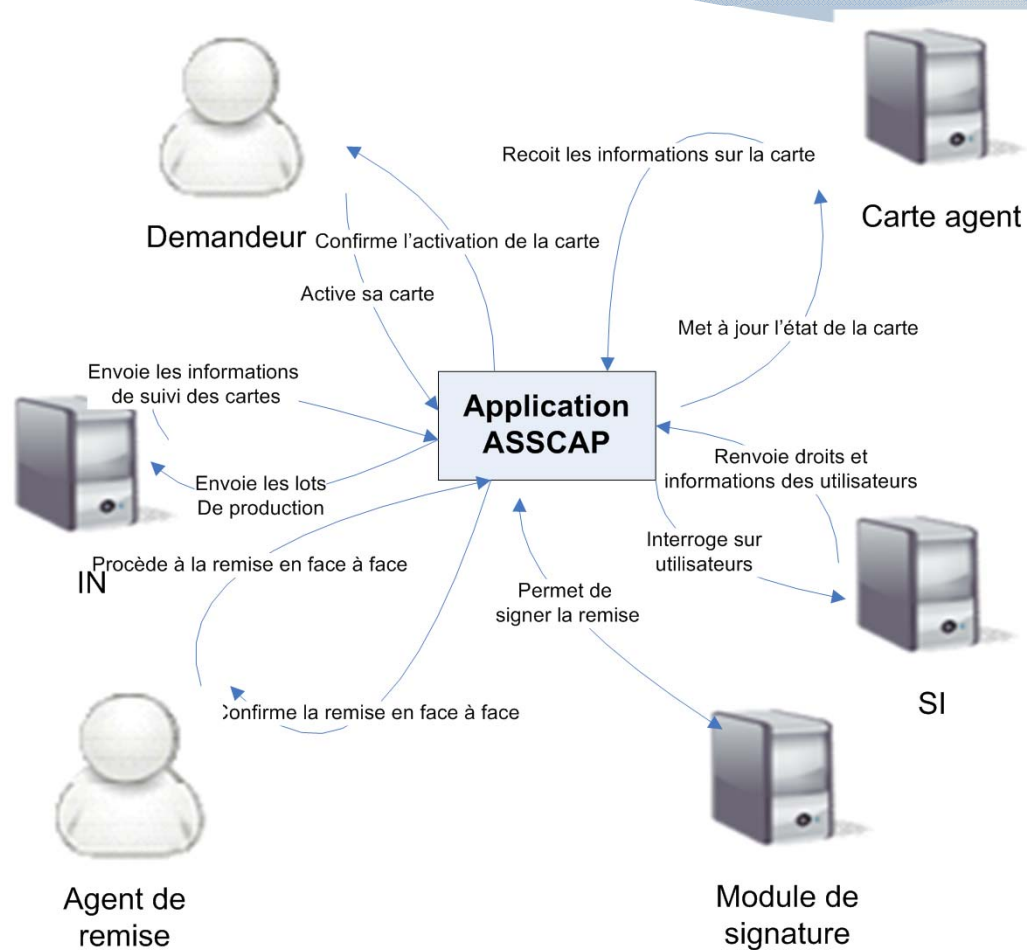 Recoit les informations sur la carte
Carte agent
Demandeur
Confirme l’activation de la carte
Active sa carte
Met à jour l’état de la carte
Envoie les informations
de suivi des cartes
Application
ASSCAP
Renvoie droits et
informations des utilisateurs
Envoie les lots
De production
Interroge sur
utilisateurs
Procède à la remise en face à face
IN
Permet de
signer la remise
SI
Confirme la remise en face à face
Agent de
remise
Module de
signature